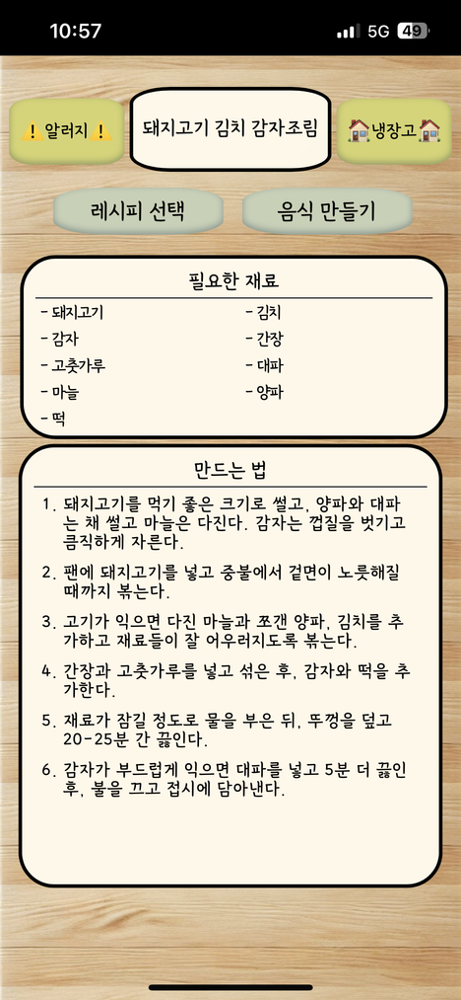 10:57 5G 49
⚠️알러지⚠️ 돼지고기 김치 감자조림 🏠냉장고🏠
레시피 선택 음식 만들기
필요한 재료
- 돼지고기 - 김치
- 감자 - 간장
- 고춧가루 - 대파
- 마늘 - 양파
- 떡
만드는 법
1. 돼지고기를 먹기 좋은 크기로 썰고, 양파와 대파
는 채 썰고 마늘은 다진다. 감자는 껍질을 벗기고
큼직하게 자른다.
2. 팬에 돼지고기를 넣고 중불에서 겉면이 노릇해질
때까지 볶는다.
3. 고기가 익으면 다진 마늘과 쪼갠 양파, 김치를 추
가하고 재료들이 잘 어우러지도록 볶는다.
4. 간장과 고춧가루를 넣고 섞은 후, 감자와 떡을 추
가한다.
5. 재료가 잠길 정도로 물을 부은 뒤, 뚜껑을 덮고
20-25분 간 끓인다.
6. 감자가 부드럽게 익으면 대파를 넣고 5분 더 끓인
후, 불을 끄고 접시에 담아낸다.